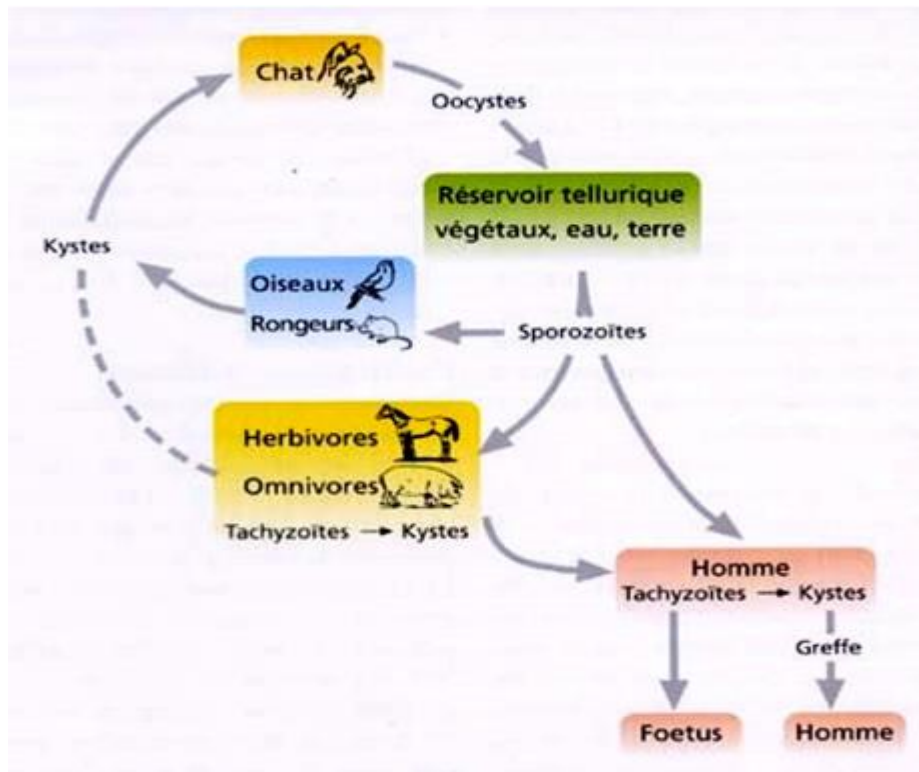 Chat
Oocystes
Réservoir tellurique
végétaux, eau, terre
Kystes
Oiseaux
Rongeurs
Sporozoïtes
Herbivores
Omnivores
Tachyzoïtes → Kystes
Homme
Tachyzoïtes → Kystes
Greffe
Foetus
Homme